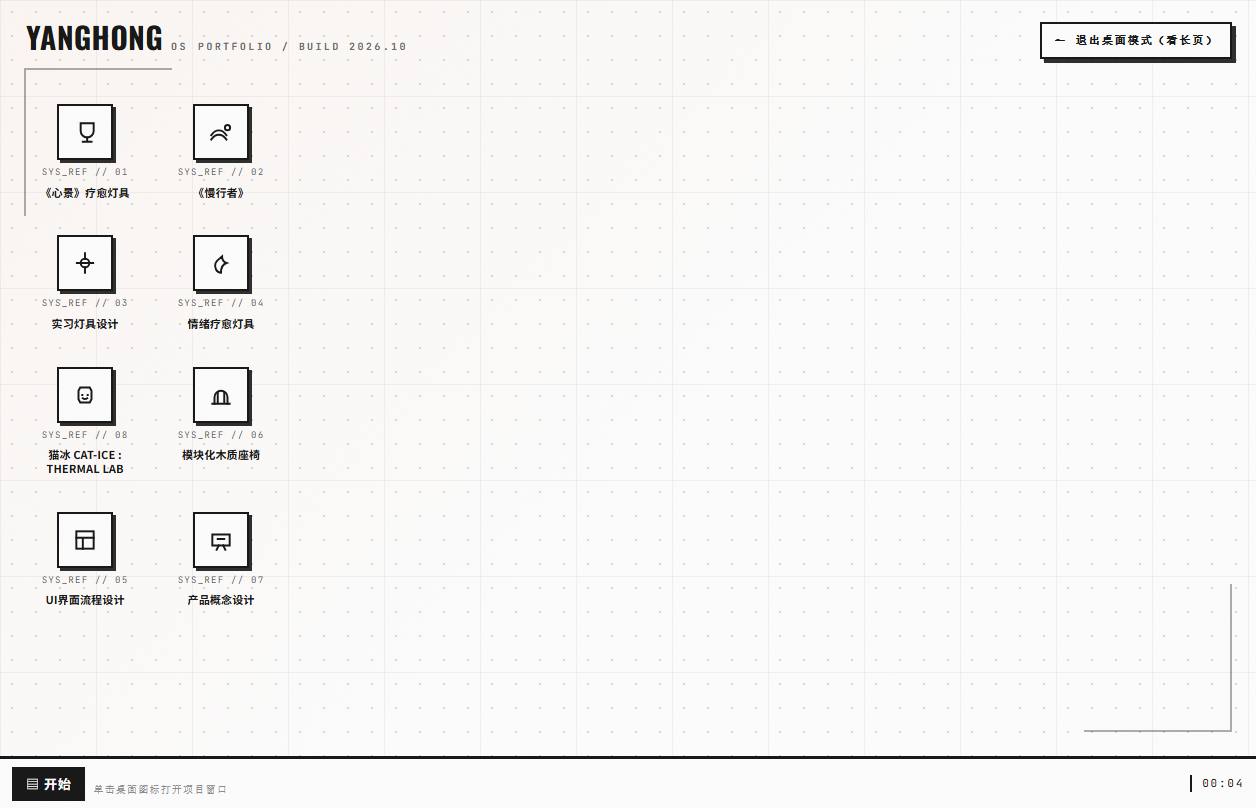 YANGHONG OS PORTFOLIO / BUILD 2026.10
← 退出桌面模式（看长页）
SYS_REF // 01
《心景》疗愈灯具
SYS_REF // 02
《慢行者》
SYS_REF // 03
实习灯具设计
SYS_REF // 04
情绪疗愈灯具
SYS_REF // 08
猫冰 CAT-ICE :
THERMAL LAB
SYS_REF // 06
模块化木质座椅
SYS_REF // 05
UI界面流程设计
SYS_REF // 07
产品概念设计
▤ 开始
单击桌面图标打开项目窗口
00:04